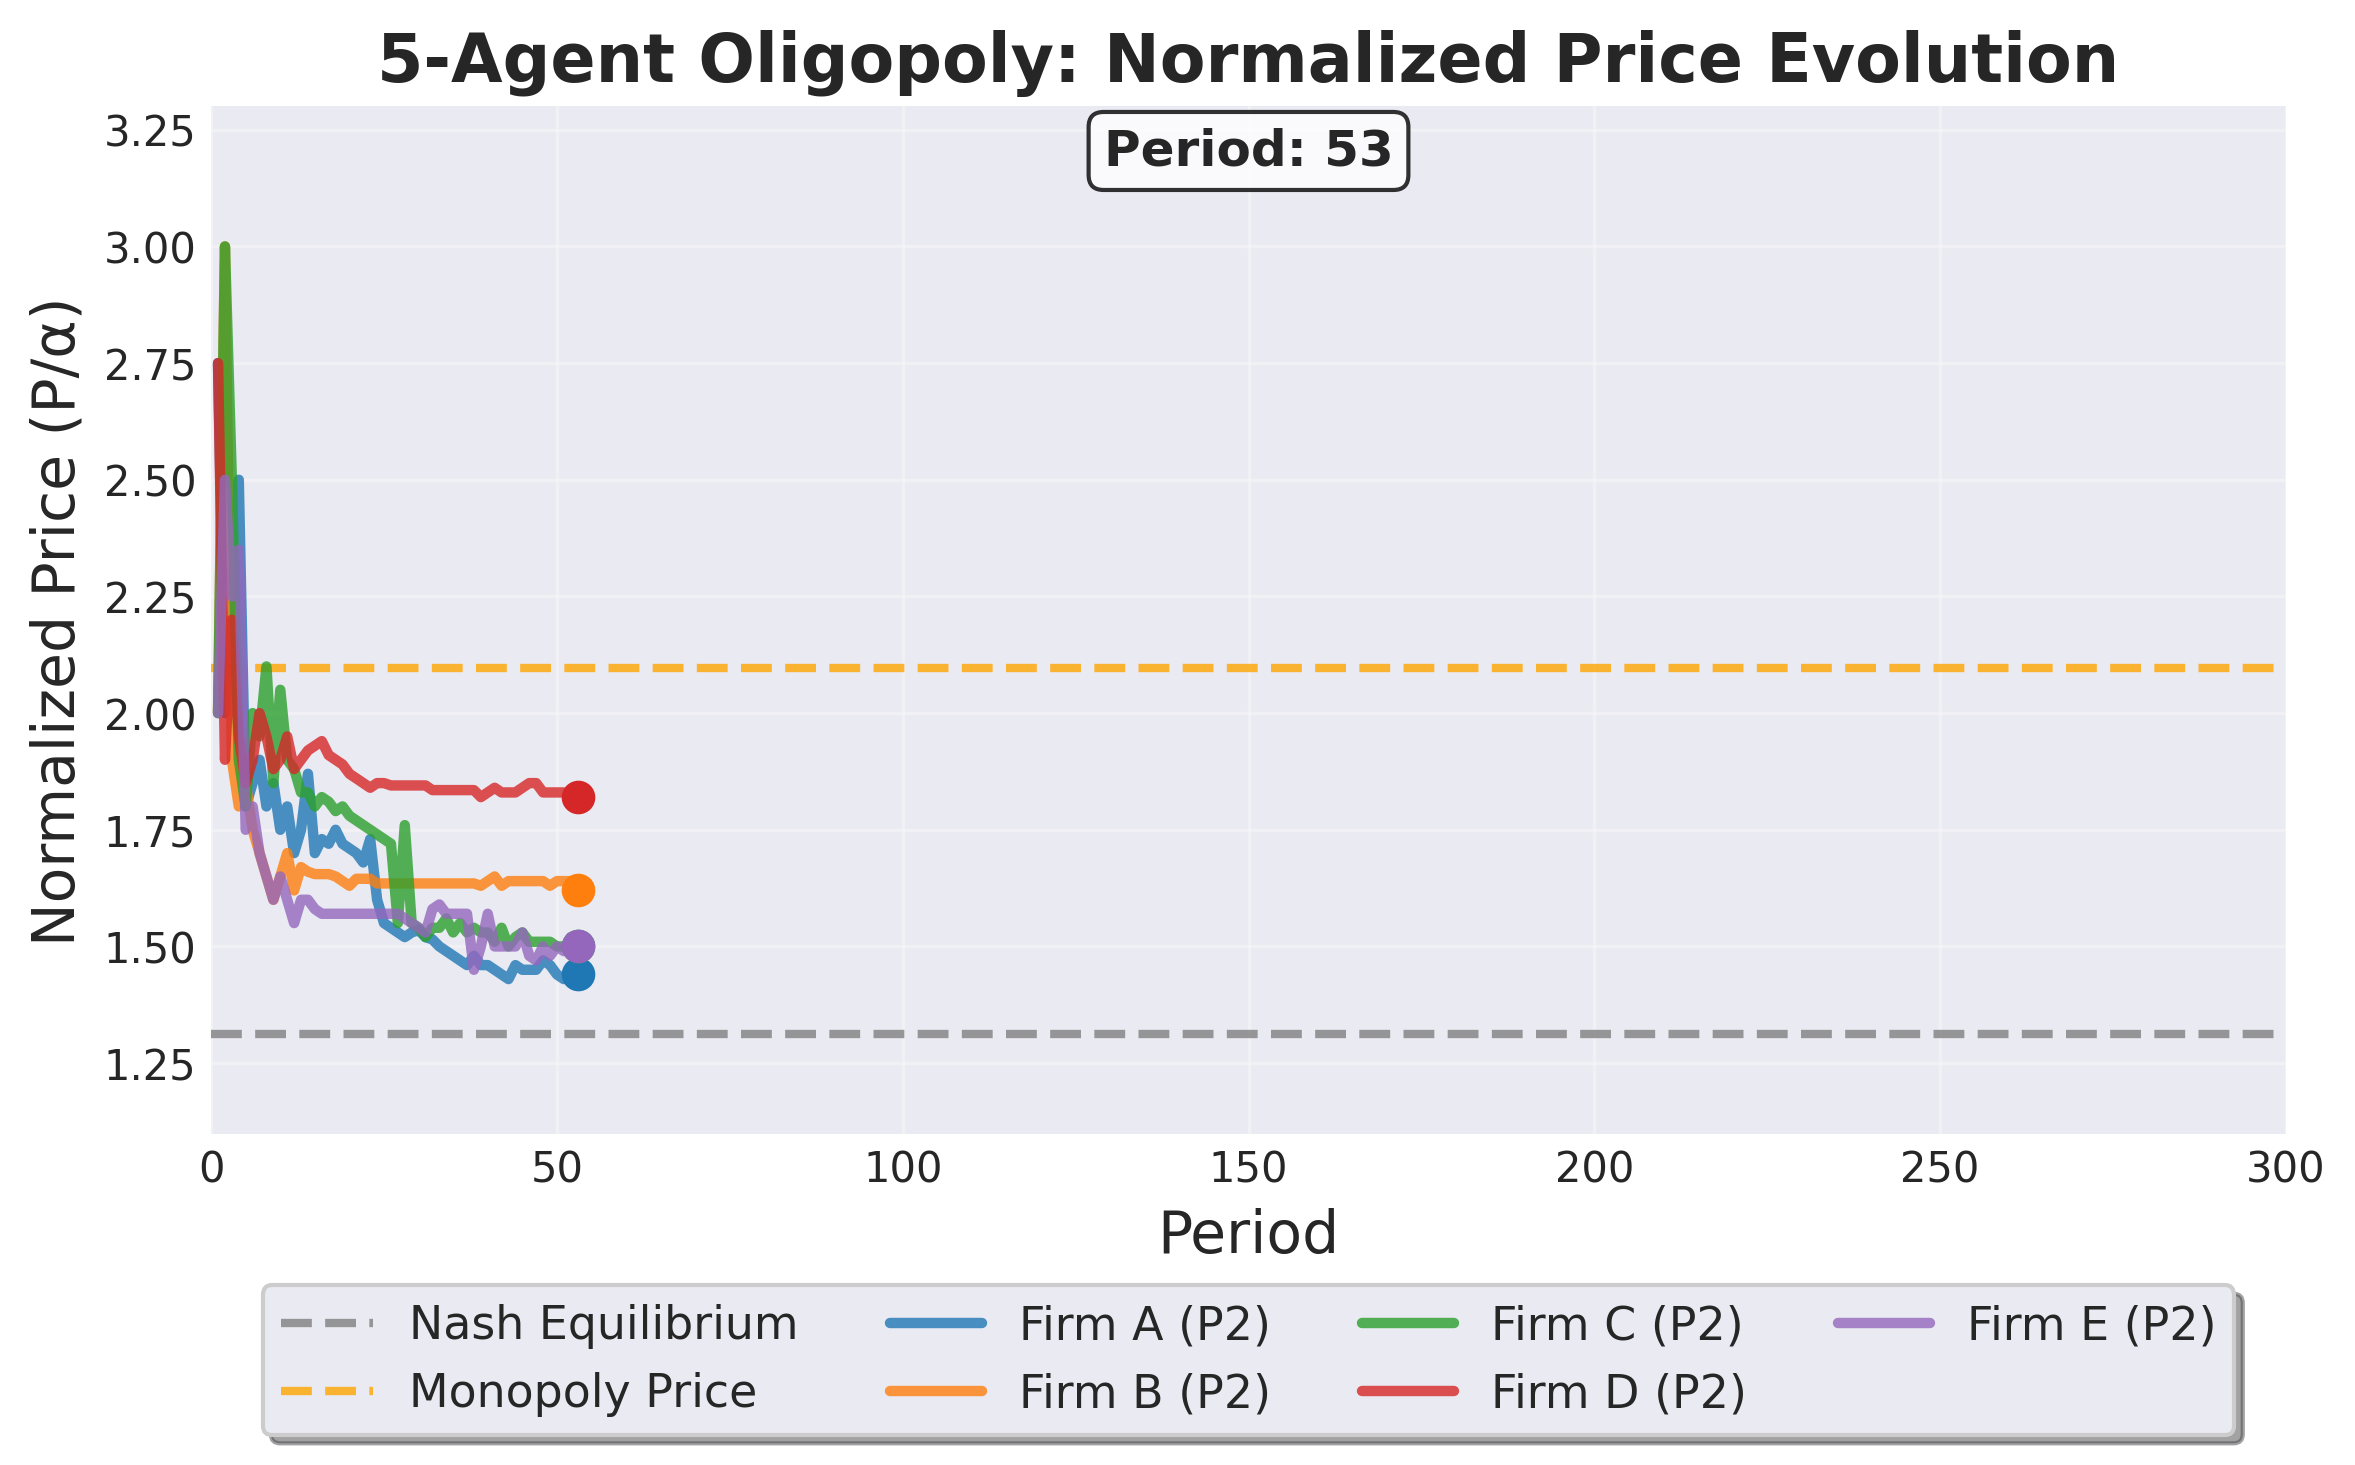 5-Agent Oligopoly: Normalized Price Evolution
Period: 53
Normalized Price (P/α)
3.25
3.00
2.75
2.50
2.25
2.00
1.75
1.50
1.25
0 50 100 150 200 250 300
Period
Nash Equilibrium Firm A (P2) Firm C (P2) Firm E (P2)
Monopoly Price Firm B (P2) Firm D (P2)